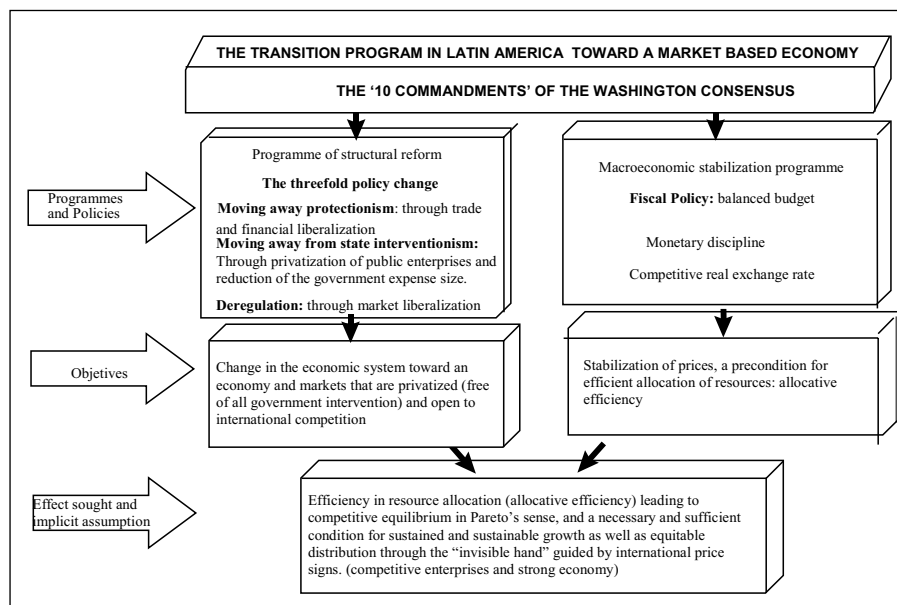 THE TRANSITION PROGRAM IN LATIN AMERICA TOWARD A MARKET BASED ECONOMY
THE ‘10 COMMANDMENTS’ OF THE WASHINGTON CONSENSUS
Programmes
and Policies
Programme of structural reform
The threefold policy change
Moving away protectionism: through trade
and financial liberalization
Moving away from state interventionism:
Through privatization of public enterprises and
reduction of the government expense size.
Deregulation: through market liberalization
Macroeconomic stabilization programme
Fiscal Policy: balanced budget
Monetary discipline
Competitive real exchange rate
Objetives
Change in the economic system toward an
economy and markets that are privatized (free
of all government intervention) and open to
international competition
Stabilization of prices, a precondition for
efficient allocation of resources: allocative
efficiency
Effect sought and
implicit assumption
Efficiency in resource allocation (allocative efficiency) leading to
competitive equilibrium in Pareto’s sense, and a necessary and sufficient
condition for sustained and sustainable growth as well as equitable
distribution through the “invisible hand” guided by international price
signs. (competitive enterprises and strong economy)